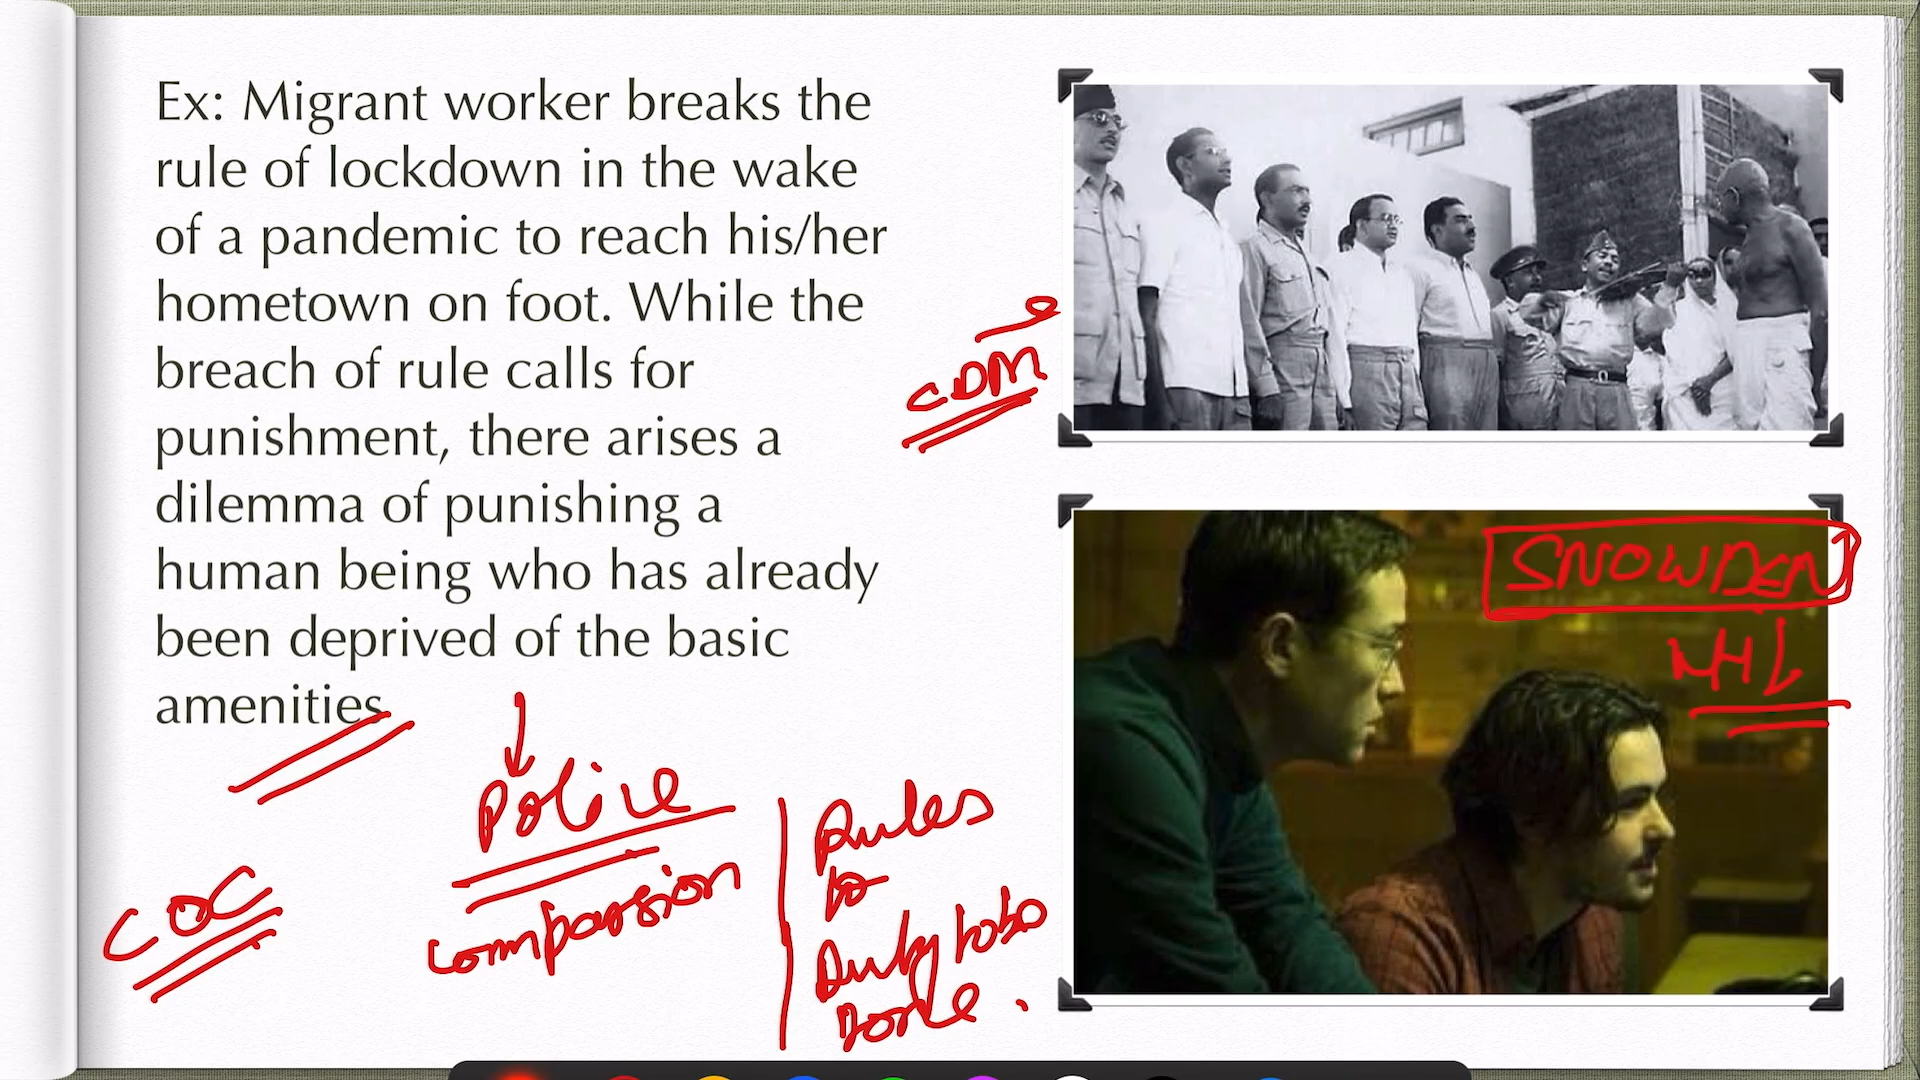 Ex: Migrant worker breaks the
rule of lockdown in the wake
of a pandemic to reach his/her
hometown on foot. While the
breach of rule calls for
punishment, there arises a
dilemma of punishing a
human being who has already
been deprived of the basic
amenities
CDM
SNOWDEN
Police
compassion
COC
Rules
to
Duty to be
Done.